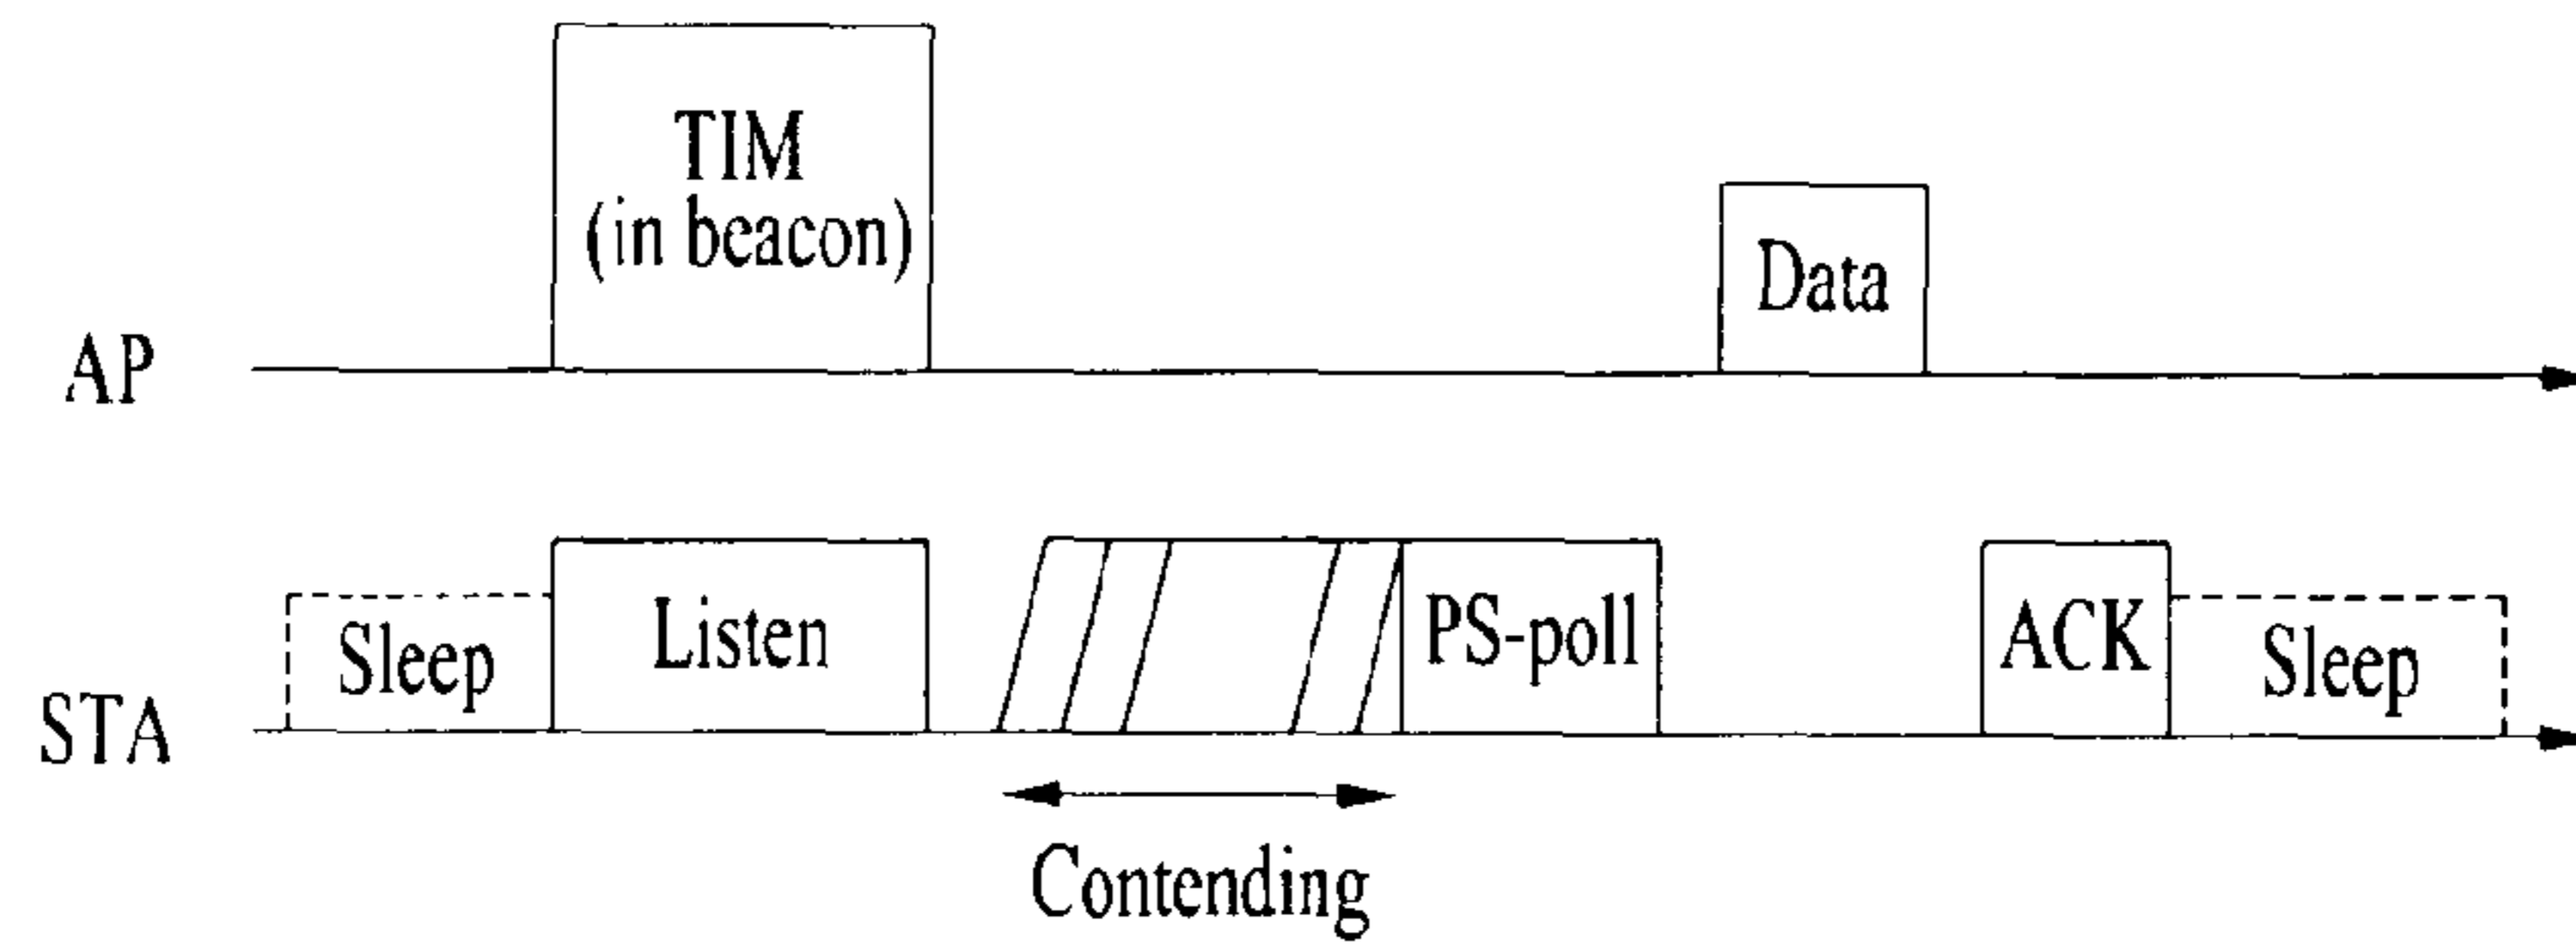 TIM
(in beacon)
Data
AP
Sleep
Listen
PS-poll
ACK
Sleep
STA
Contending